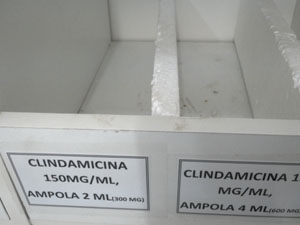 CLINDAMICINA
150MG/ML,
AMPOLA 2 ML(300 MG)
CLINDAMICINA 1
MG/ML,
AMPOLA 4 ML(600 MG